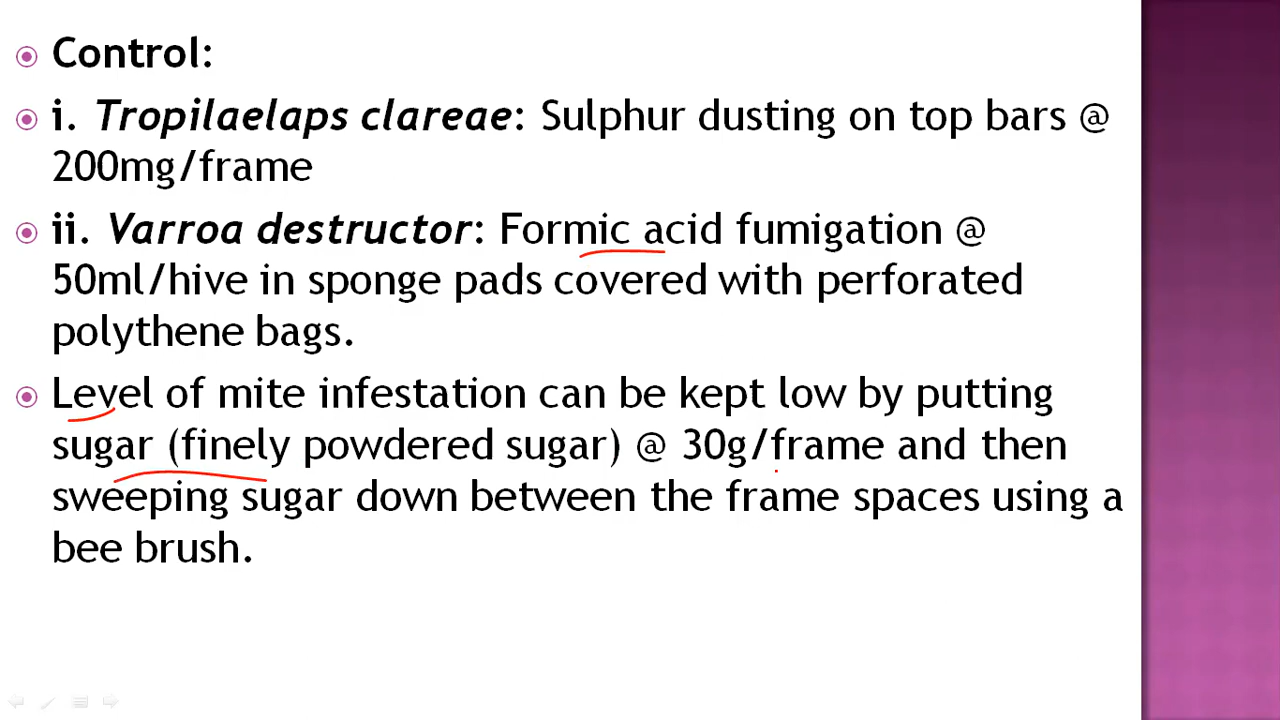 Control:
i. Tropilaelaps clareae: Sulphur dusting on top bars @
200mg/frame
ii. Varroa destructor: Formic acid fumigation @
50ml/hive in sponge pads covered with perforated
polythene bags.
Level of mite infestation can be kept low by putting
sugar (finely powdered sugar) @ 30g/frame and then
sweeping sugar down between the frame spaces using a
bee brush.